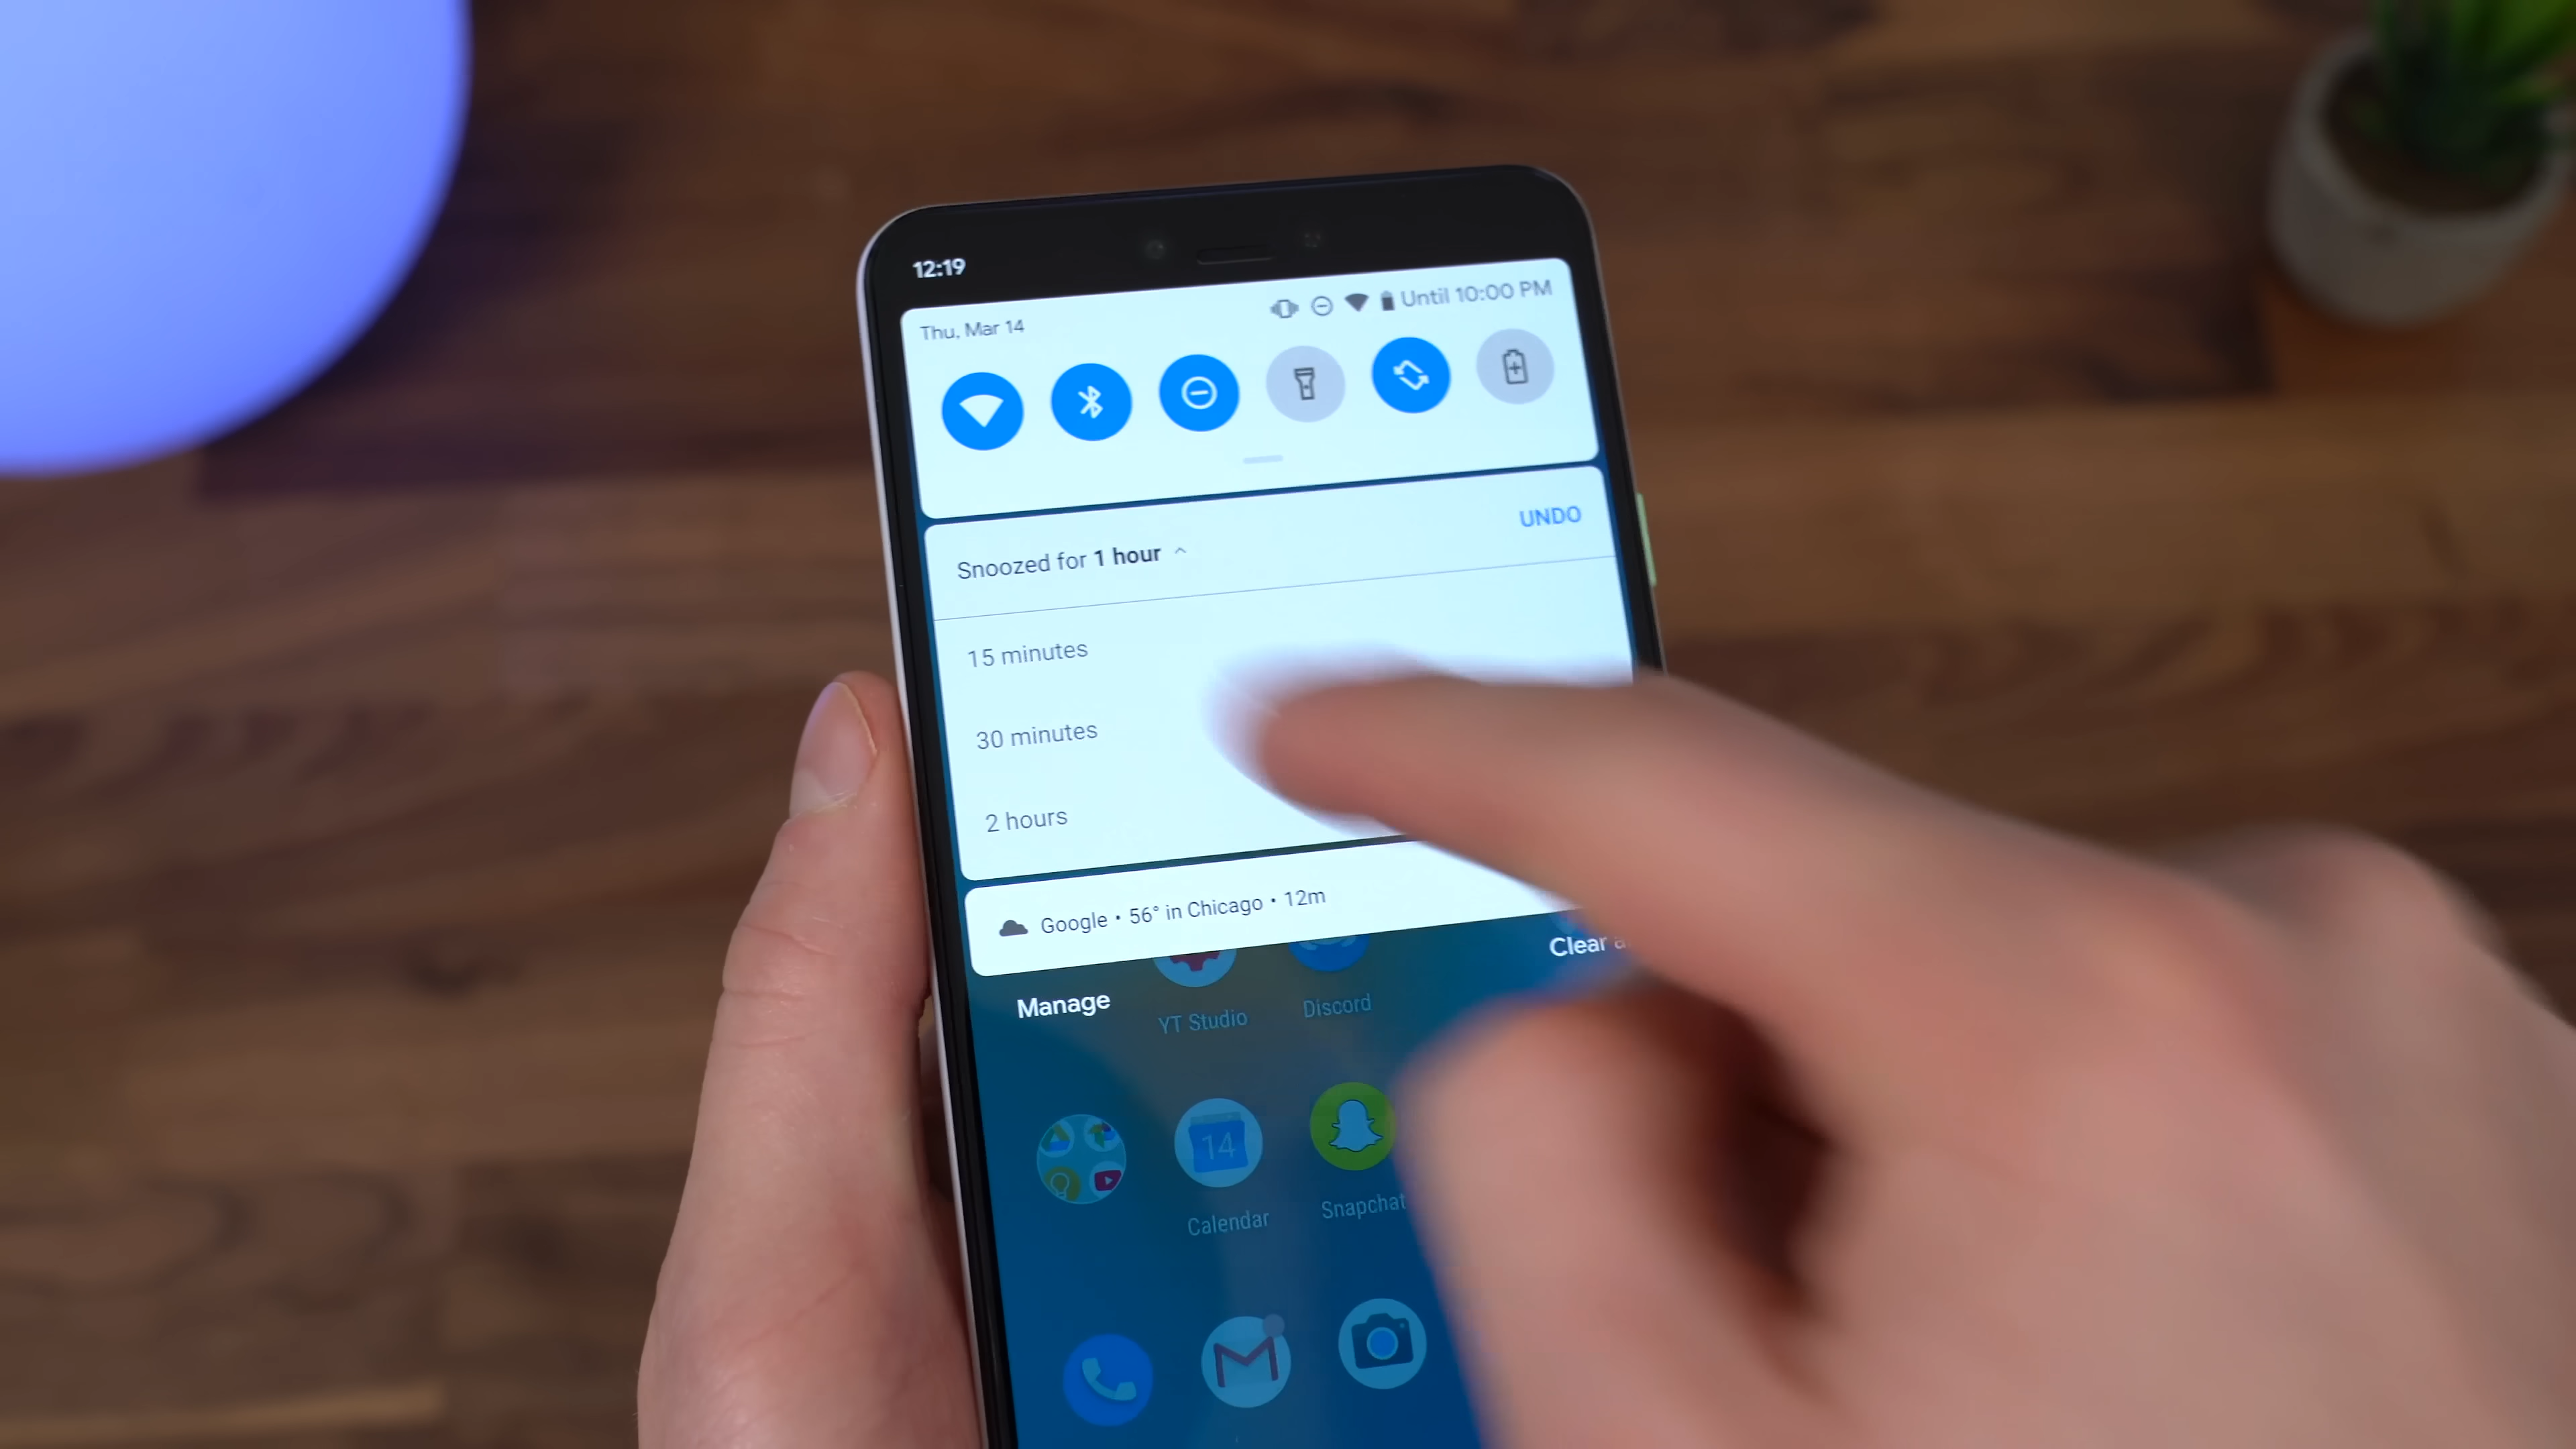 12:19
Thu, Mar 14
Until 10:00 PM
Snoozed for 1 hour
UNDO
15 minutes
30 minutes
2 hours
Google • 56° in Chicago • 12m
Manage
Clear
YT Studio
Discord
14
Calendar
Snapchat